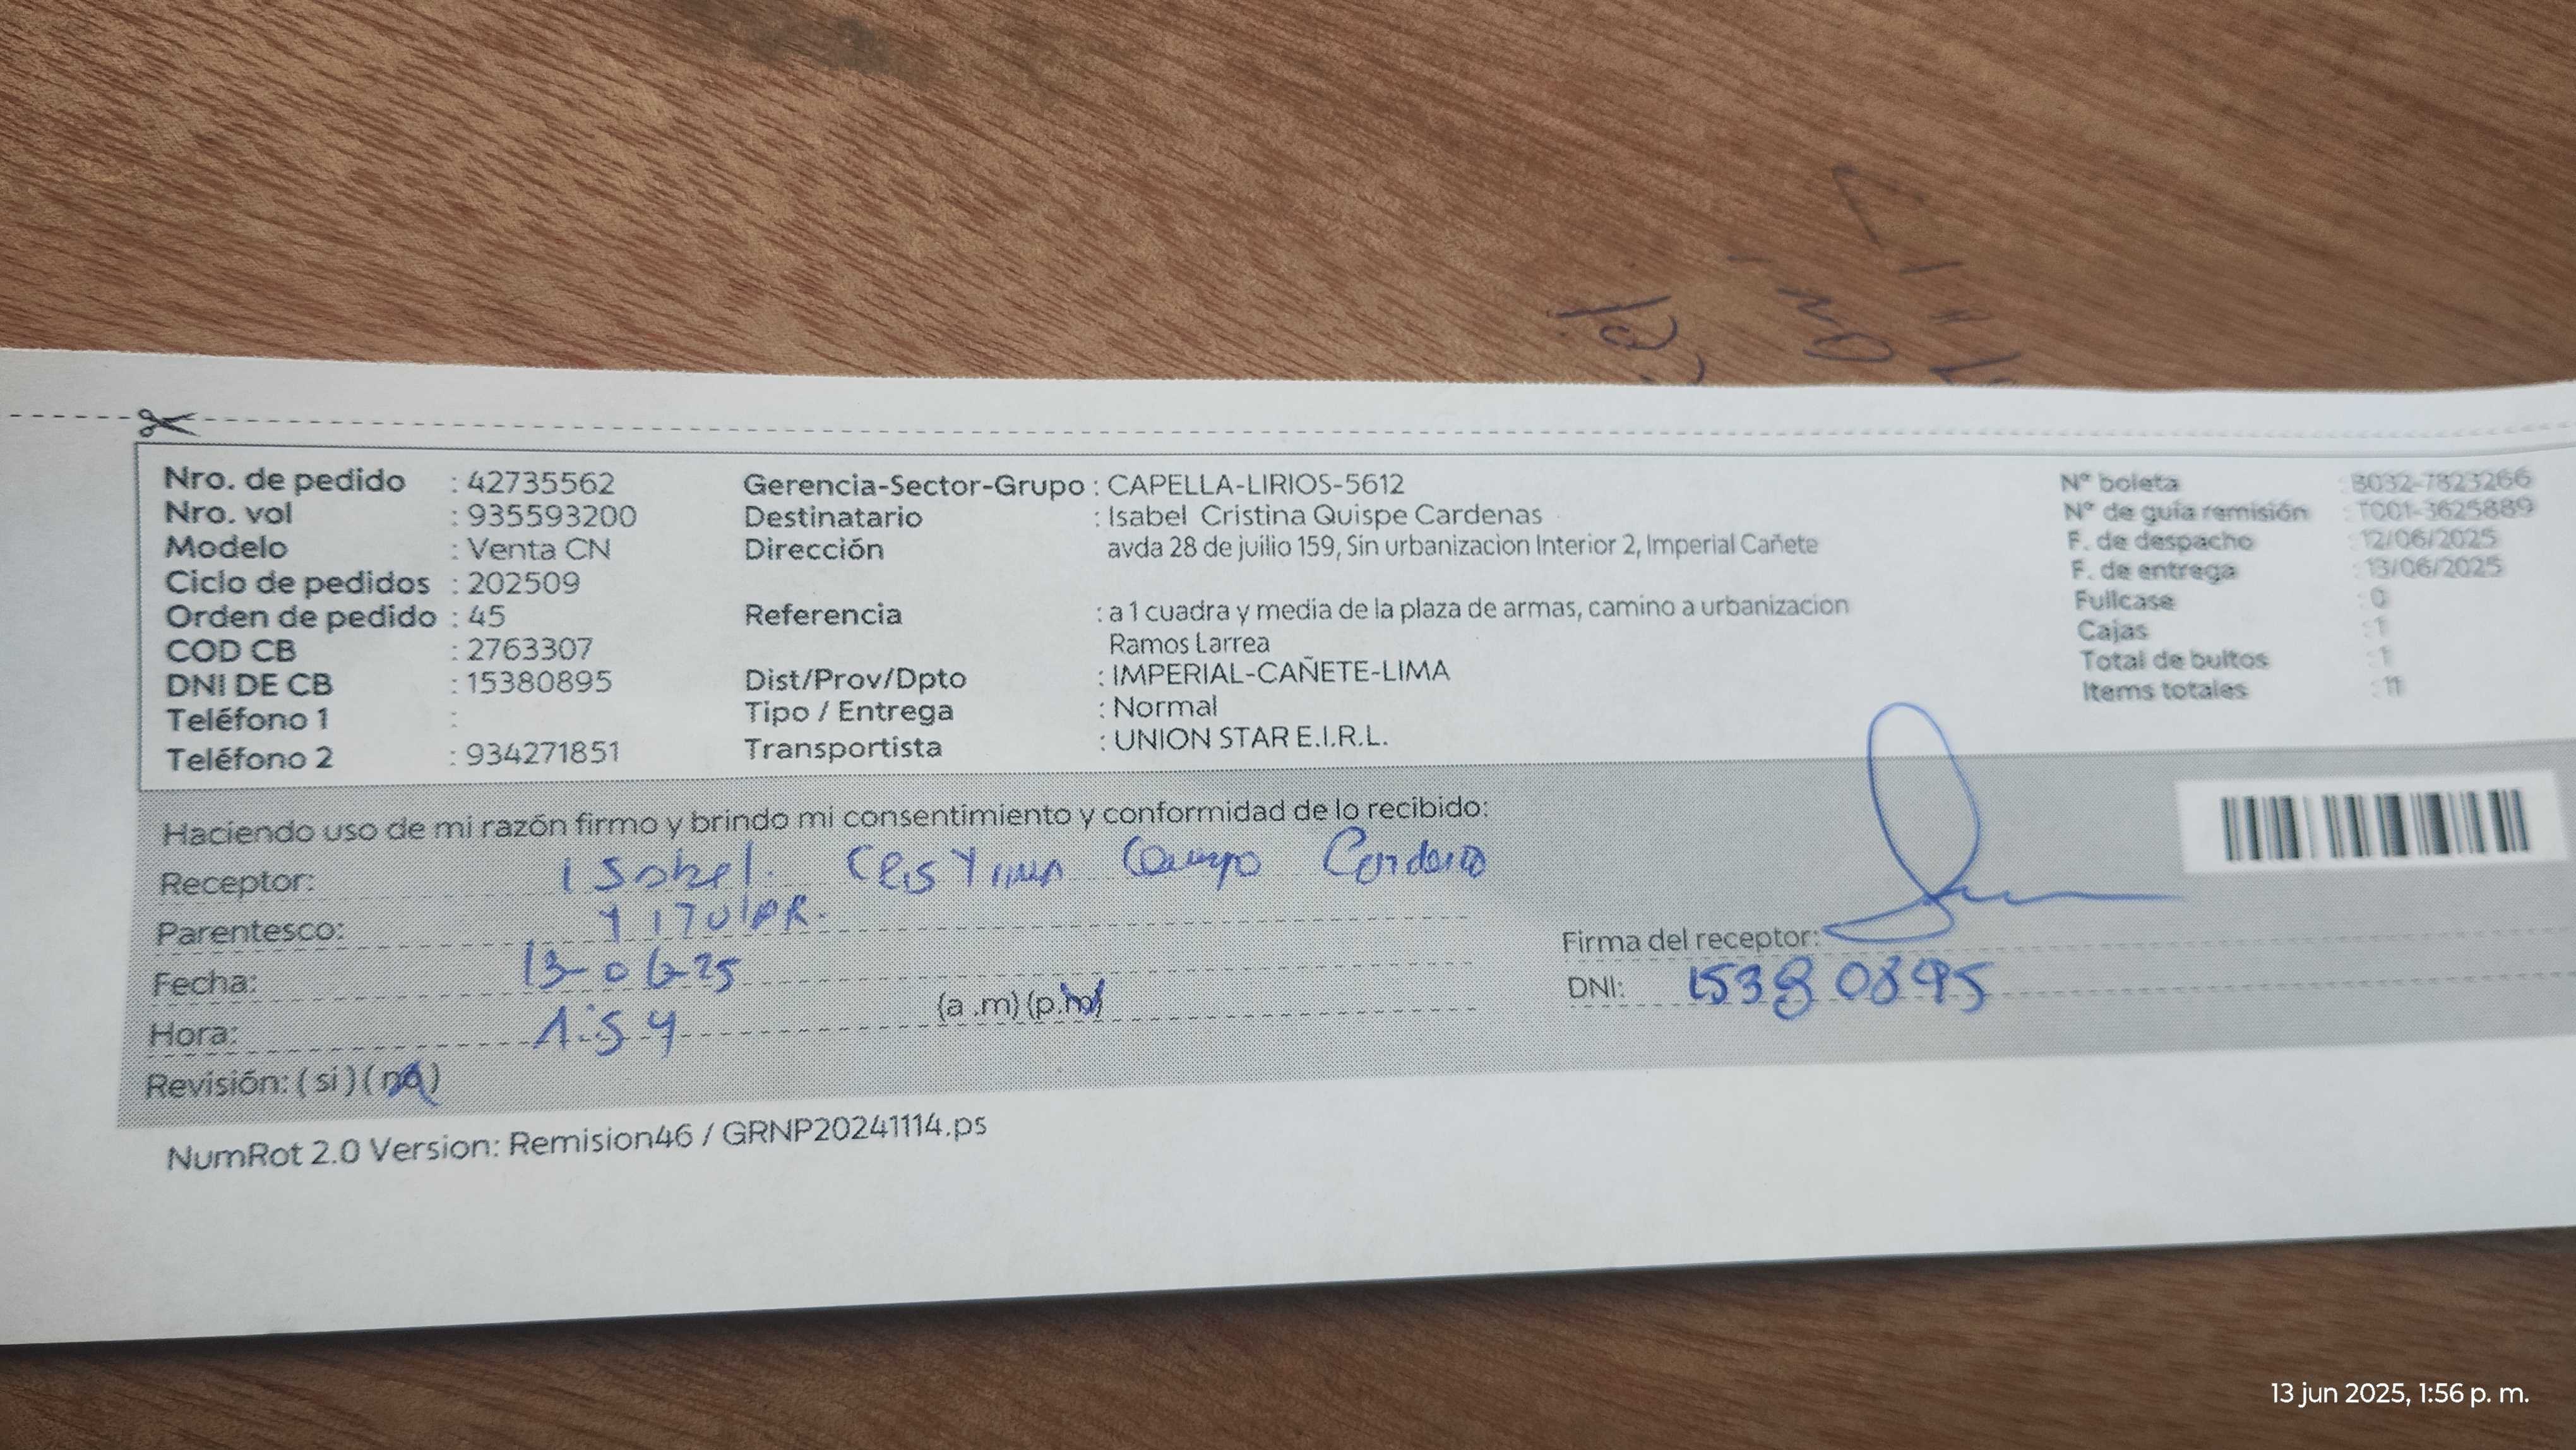 Nro. de pedido : 42735562
Nro. vol : 935593200
Modelo : Venta CN
Ciclo de pedidos : 202509
Orden de pedido : 45
COD CB : 2763307
DNI DE CB : 15380895
Teléfono 1 :
Teléfono 2 : 934271851
Gerencia-Sector-Grupo : CAPELLA-LIRIOS-5612
Destinatario : Isabel Cristina Quispe Cardenas
Dirección avda 28 de juilio 159, Sin urbanizacion Interior 2, Imperial Cañete
Referencia : a 1 cuadra y media de la plaza de armas, camino a urbanizacion
Ramos Larrea
Dist/Prov/Dpto : IMPERIAL-CAÑETE-LIMA
Tipo / Entrega : Normal
Transportista : UNION STAR E.I.R.L.
N° boleta : B032-7823266
N° de guía remisión : T001-3625889
F. de despacho : 12/06/2025
F. de entrega : 13/06/2025
Fullcase : 0
Cajas : 1
Total de bultos : 1
Items totales : 11
Haciendo uso de mi razón firmo y brindo mi consentimiento y conformidad de lo recibido:
Receptor: Isabel.
Parentesco: TITULAR.
Fecha: 13-06-25
Hora: 1:54 (a .m) (p.m)
Revisión: ( si ) ( no )
Firma del receptor:
DNI: 15380895
NumRot 2.0 Version: Remision46 / GRNP20241114.ps
13 jun 2025, 1:56 p. m.